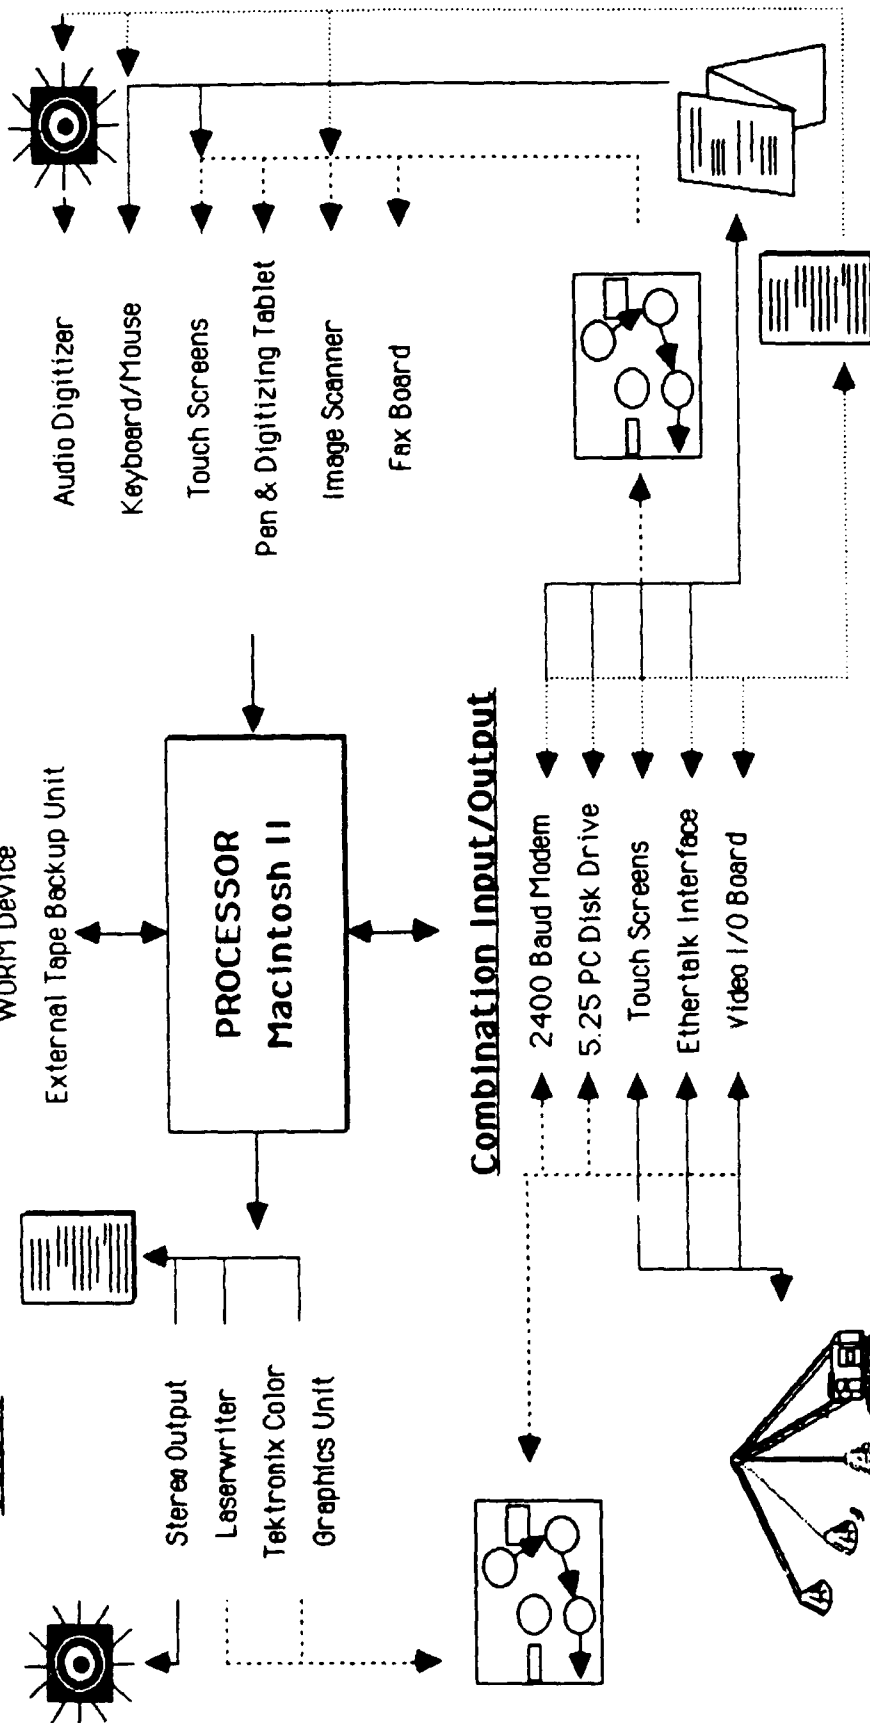 WORM Device
External Tape Backup Unit
Stereo Output
Laserwriter
Tektronix Color
Graphics Unit
PROCESSOR
Macintosh II
Audio Digitizer
Keyboard/Mouse
Touch Screens
Pen & Digitizing Tablet
Image Scanner
Fax Board
Combination Input/Output
2400 Baud Modem
5.25 PC Disk Drive
Touch Screens
Ethertalk Interface
Video I/O Board